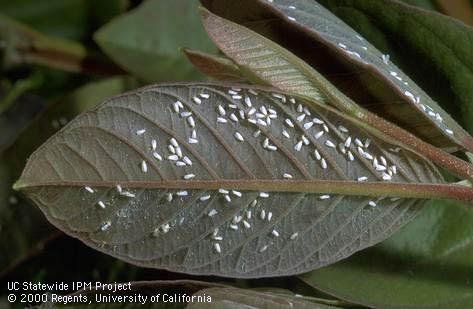 UC Statewide IPM Project
© 2000 Regents, University of California